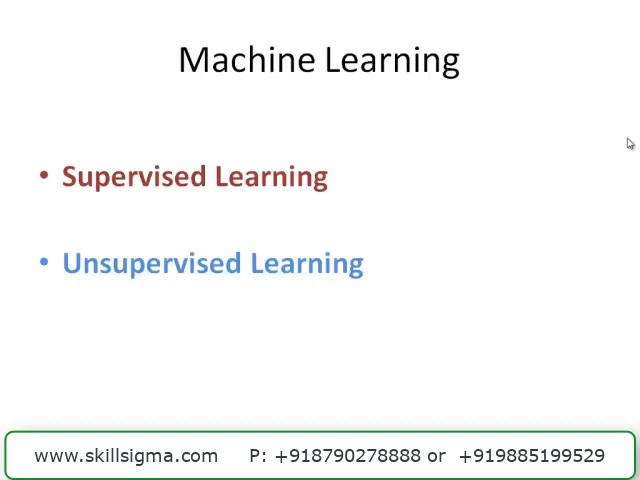 Machine Learning
• Supervised Learning
• Unsupervised Learning
www.skillsigma.com P: +918790278888 or +919885199529